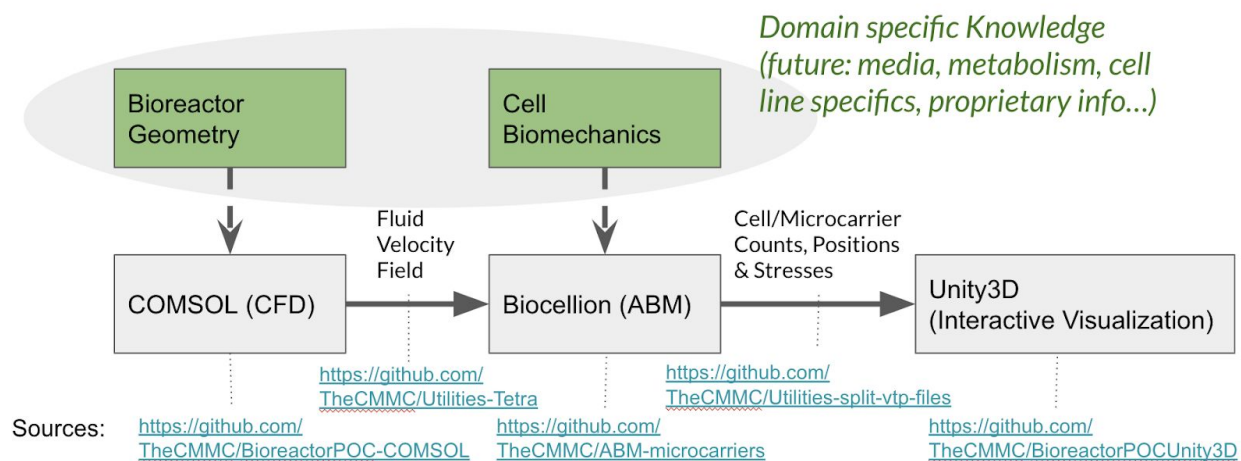 Domain specific Knowledge
(future: media, metabolism, cell
line specifics, proprietary info...)
Bioreactor
Geometry
Cell
Biomechanics
Fluid
Velocity
Field
Cell/Microcarrier
Counts, Positions
& Stresses
COMSOL (CFD)
Biocellion (ABM)
Unity3D
(Interactive Visualization)
https://github.com/
TheCMMC/Utilities-Tetra
https://github.com/
TheCMMC/Utilities-split-vtp-files
Sources:
https://github.com/
TheCMMC/BioreactorPOC-COMSOL
https://github.com/
TheCMMC/ABM-microcarriers
https://github.com/
TheCMMC/BioreactorPOCUnity3D